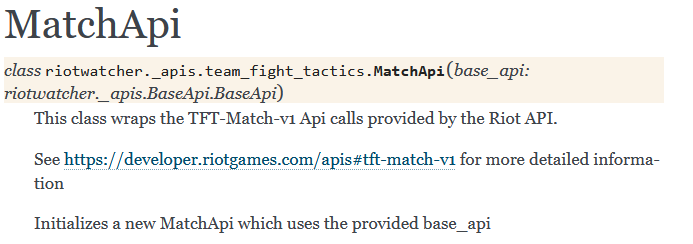 MatchApi
class riotwatcher._apis.team_fight_tactics.MatchApi(base_api:
riotwatcher._apis.BaseApi.BaseApi)
This class wraps the TFT-Match-v1 Api calls provided by the Riot API.
See https://developer.riotgames.com/apis#tft-match-v1 for more detailed informa-
tion
Initializes a new MatchApi which uses the provided base_api